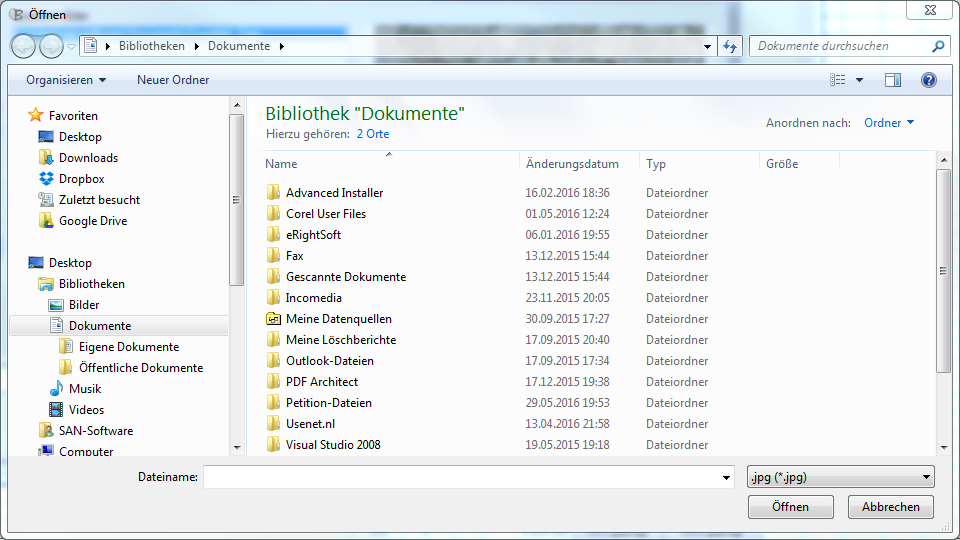 Öffnen
Bibliotheken Dokumente
Dokumente durchsuchen
Organisieren Neuer Ordner
Favoriten
Desktop
Downloads
Dropbox
Zuletzt besucht
Google Drive
Desktop
Bibliotheken
Bilder
Dokumente
Eigene Dokumente
Öffentliche Dokumente
Musik
Videos
SAN-Software
Computer
Bibliothek "Dokumente"
Hierzu gehören: 2 Orte
Anordnen nach: Ordner
Name Änderungsdatum Typ Größe
Advanced Installer 16.02.2016 18:36 Dateiordner
Corel User Files 01.05.2016 12:24 Dateiordner
eRightSoft 06.01.2016 19:55 Dateiordner
Fax 13.12.2015 15:44 Dateiordner
Gescannte Dokumente 13.12.2015 15:44 Dateiordner
Incomedia 23.11.2015 20:05 Dateiordner
Meine Datenquellen 30.09.2015 17:27 Dateiordner
Meine Löschberichte 17.09.2015 20:40 Dateiordner
Outlook-Dateien 17.09.2015 17:34 Dateiordner
PDF Architect 17.12.2015 19:38 Dateiordner
Petition-Dateien 29.05.2016 19:53 Dateiordner
Usenet.nl 13.04.2016 21:58 Dateiordner
Visual Studio 2008 19.05.2015 19:18 Dateiordner
Dateiname: .jpg (*.jpg)
Öffnen Abbrechen